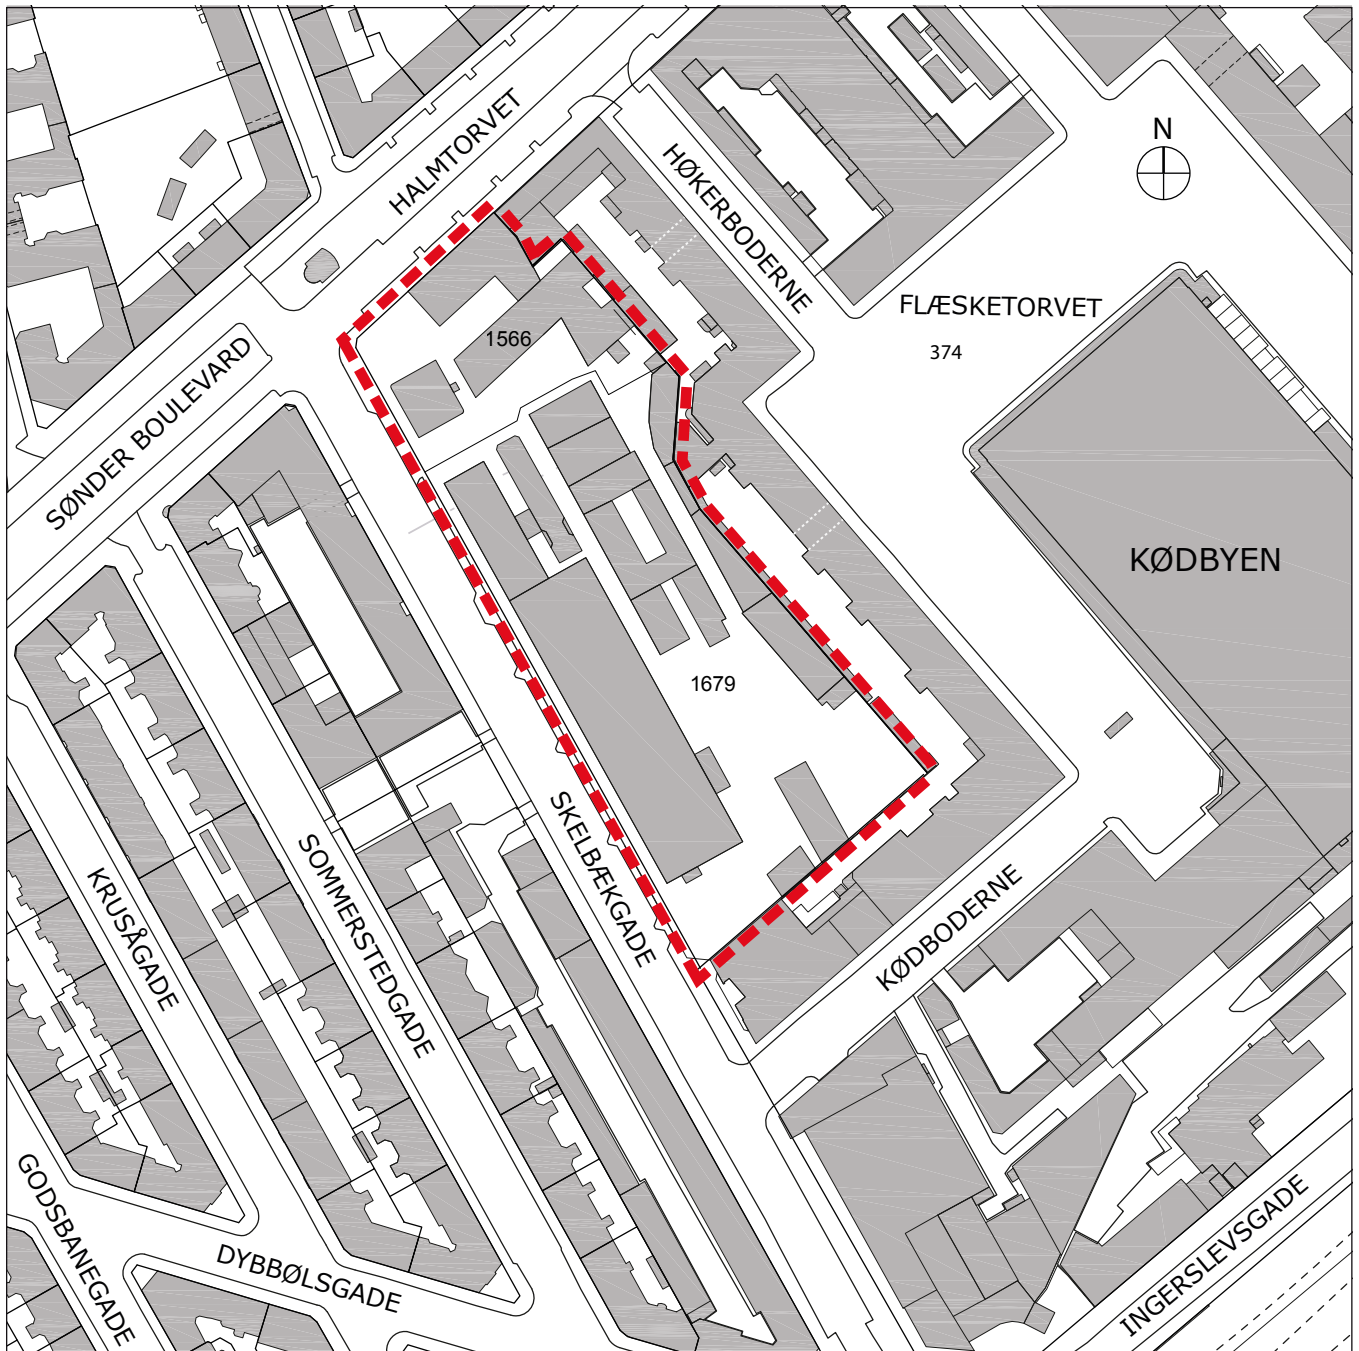 HALMTORVET
N
HØKERBODERNE
FLÆSKETORVET
374
1566
SØNDER BOULEVARD
KØDBYEN
1679
SKELBÆKGADE
SOMMERSTEDGADE
KRUSÅGADE
KØDBODERNE
GODSBANEGADE
DYBBØLSGADE
INGERSLEVSGADE